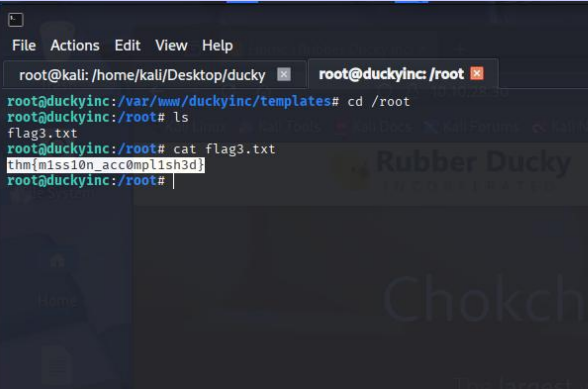 File Actions Edit View Help
root@kali: /home/kali/Desktop/ducky
root@duckyinc: /root
root@duckyinc:/var/www/duckyinc/templates# cd /root
root@duckyinc:/root# ls
flag3.txt
root@duckyinc:/root# cat flag3.txt
thm{m1ss10n_acc0mpl1sh3d}
root@duckyinc:/root#
Rubber Ducky
INCORPORATED
Home
Chokch